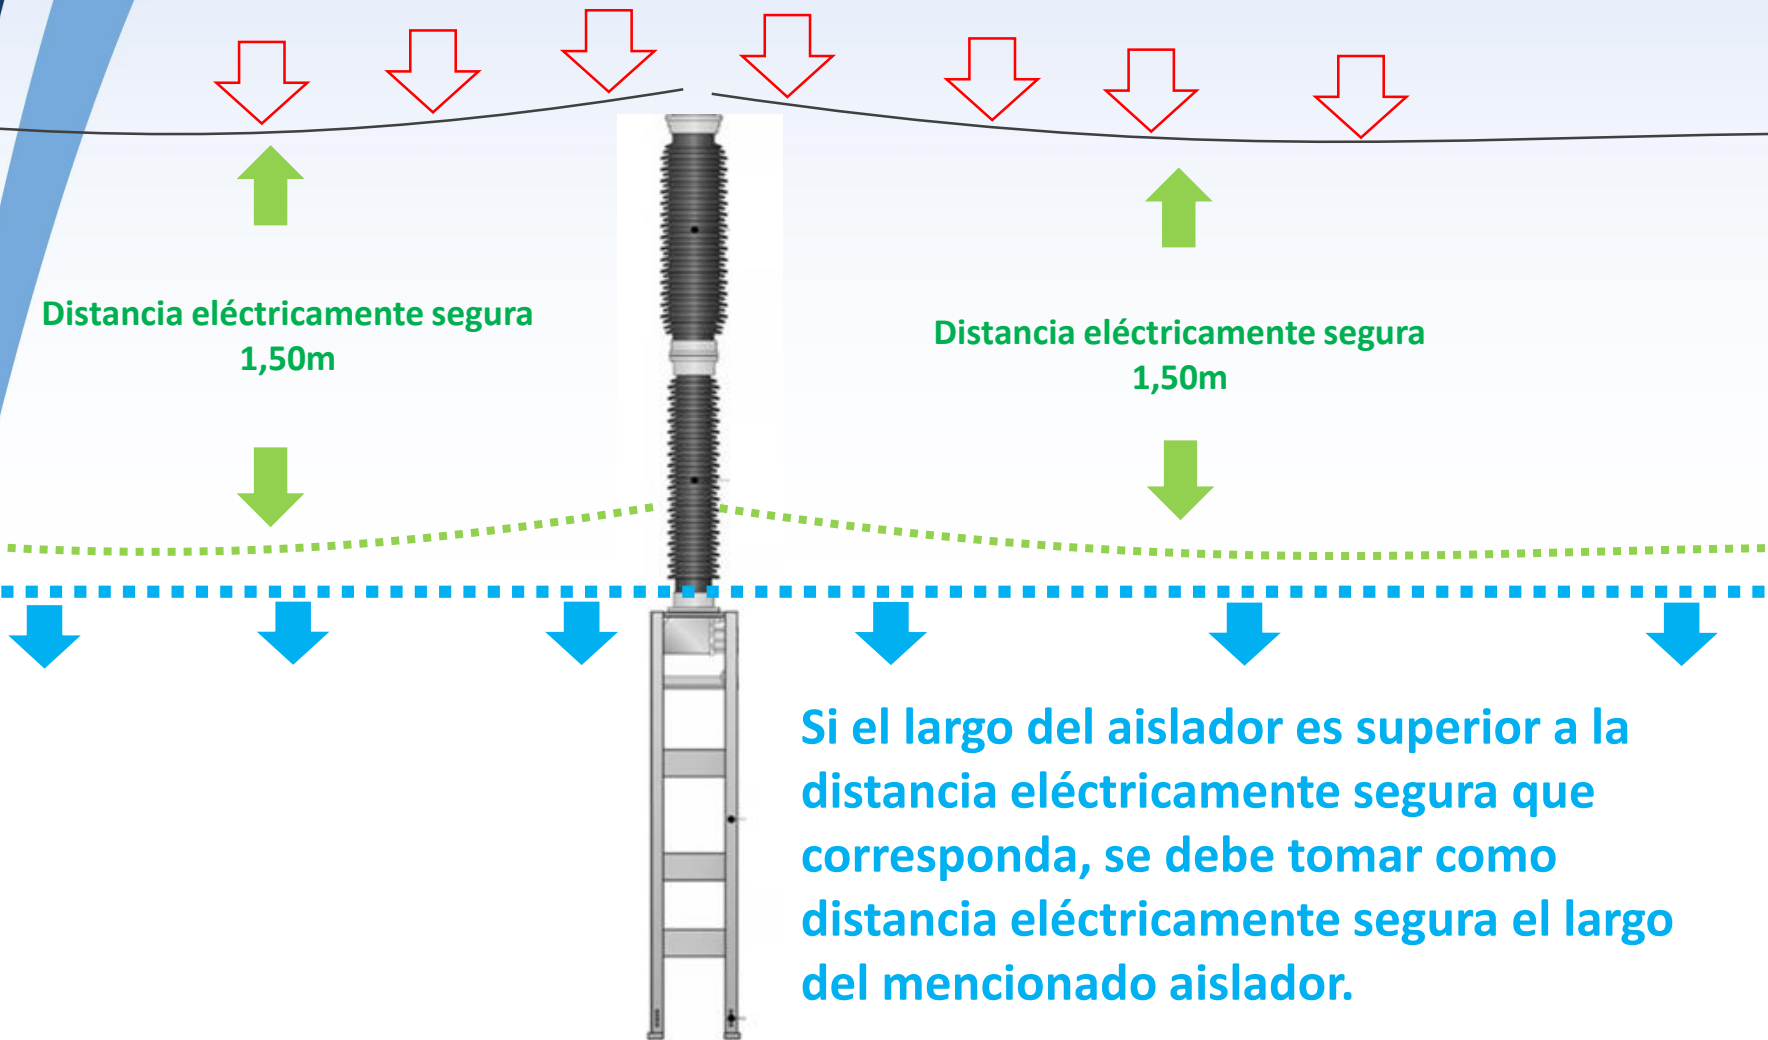 Distancia eléctricamente segura
1,50m
Distancia eléctricamente segura
1,50m
Si el largo del aislador es superior a la
distancia eléctricamente segura que
corresponda, se debe tomar como
distancia eléctricamente segura el largo
del mencionado aislador.